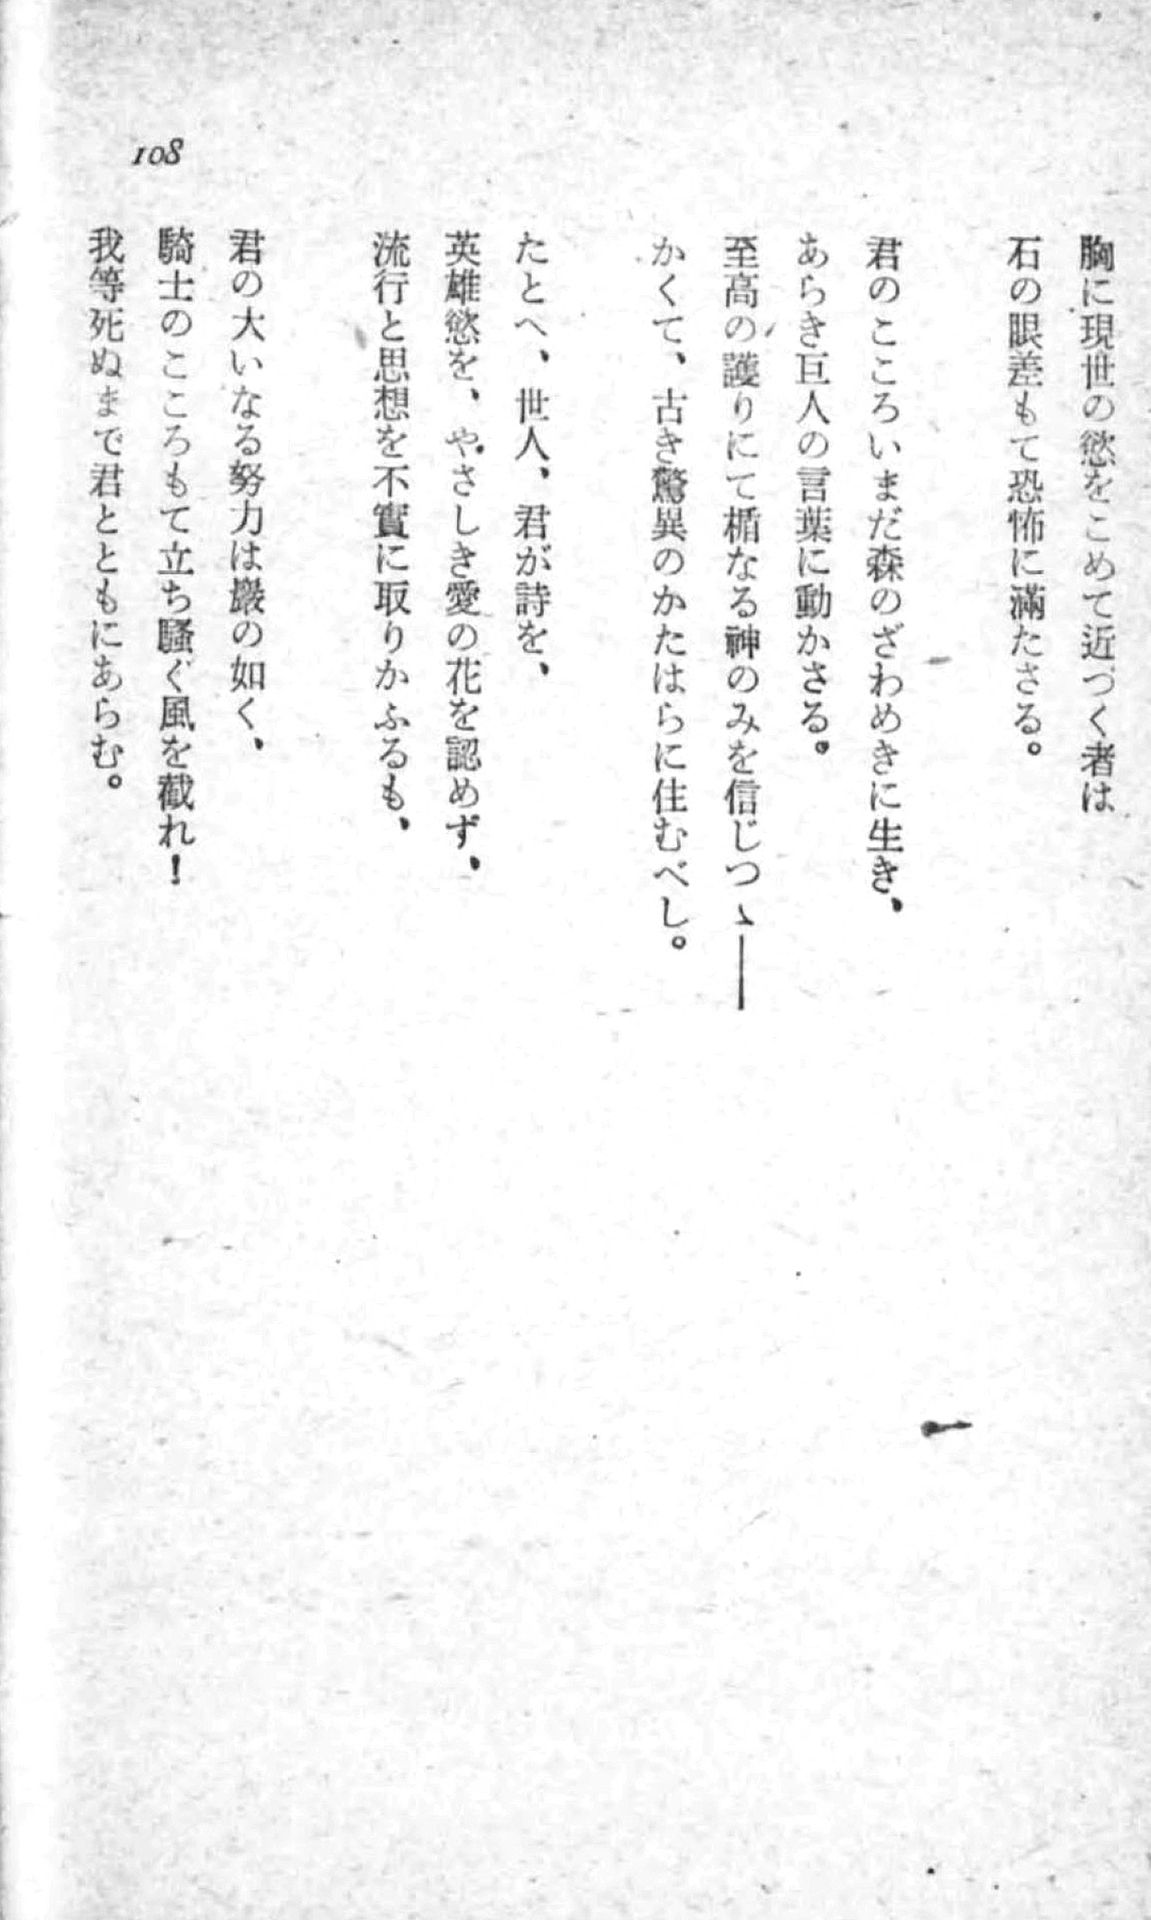 胸に現世の慾をこめて近づく者は
石の眼差もて恐怖に滿たさる。
君のこころいまだ森のざわめきに生き、
あらき巨人の言葉に動かさる。
至高の護りにて楯なる神のみを信じつゝ――
かくて、古き驚異のかたはらに住むべし。
たとへ、世人、君が詩を、
英雄慾を、やさしき愛の花を認めず、
流行と思想を不實に取りかふるも、
君の大いなる努力は巖の如く、
騎士のこころもて立ち騷ぐ風を截れ！
我等死ぬまで君とともにあらむ。
108